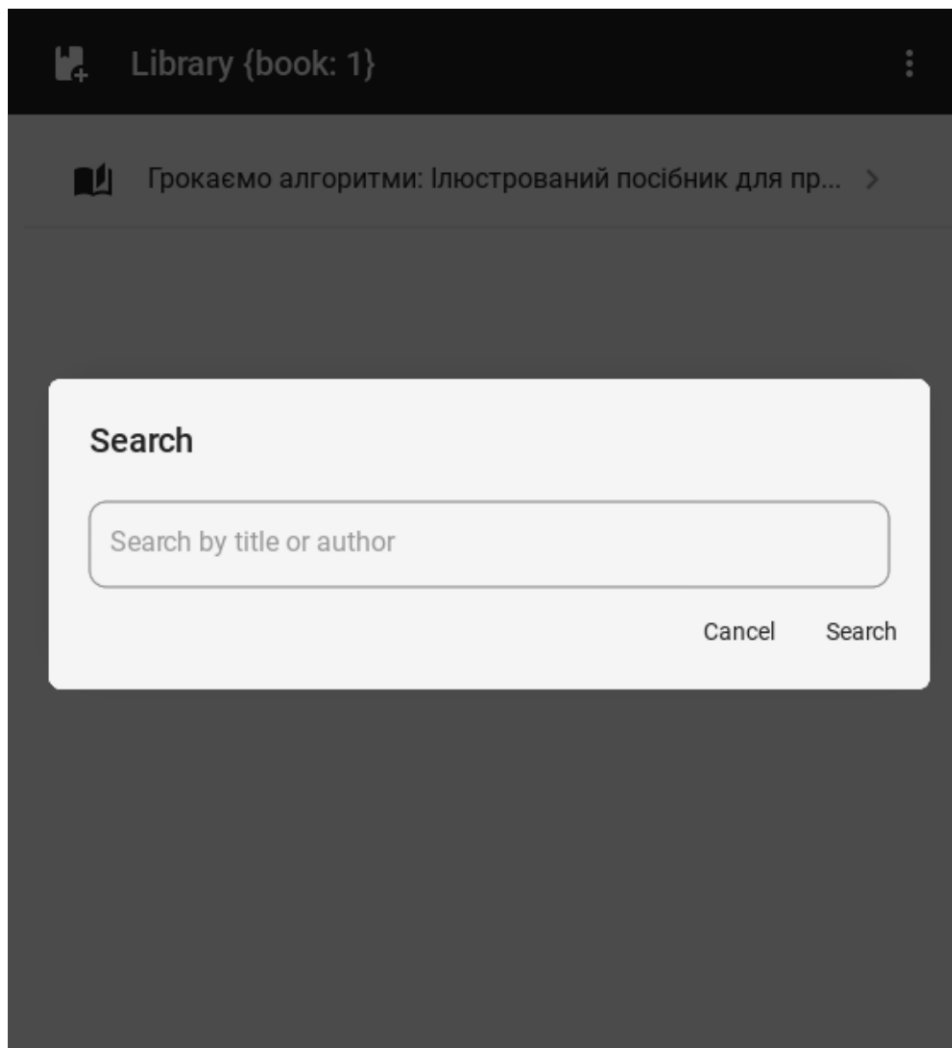 Library {book: 1}
Грокаємо алгоритми: Ілюстрований посібник для пр...
Search
Search by title or author
Cancel Search